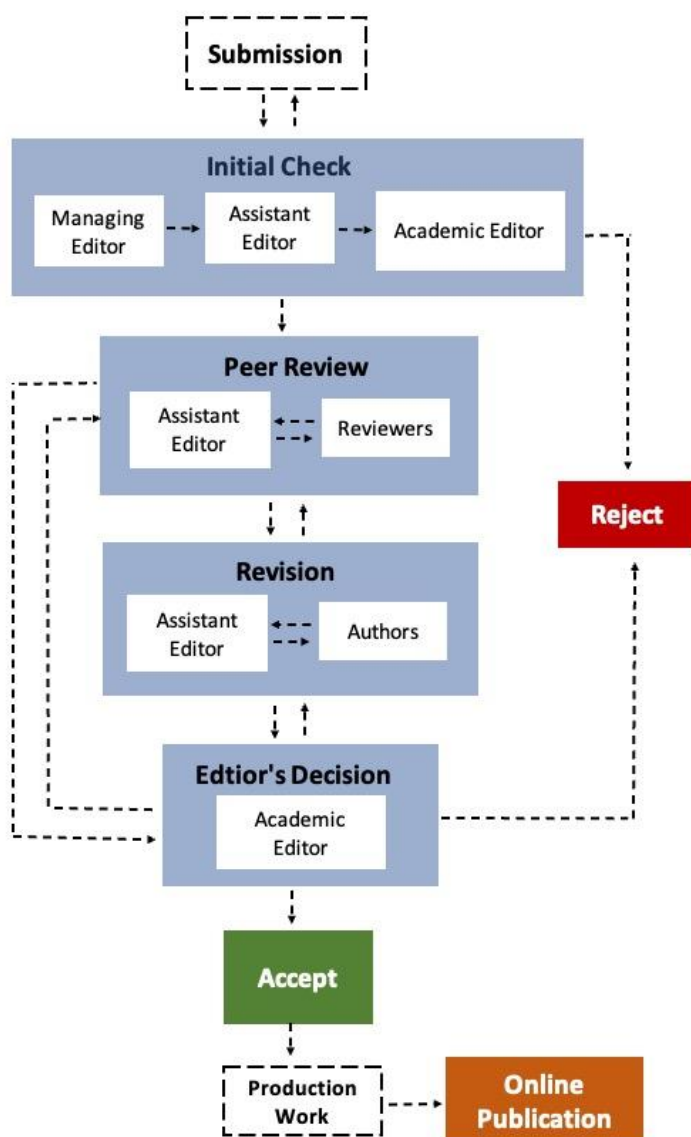 Submission
Initial Check
Managing
Editor
Assistant
Editor
Academic Editor
Peer Review
Assistant
Editor
Reviewers
Reject
Revision
Assistant
Editor
Authors
Edtior's Decision
Academic
Editor
Accept
Production
Work
Online
Publication